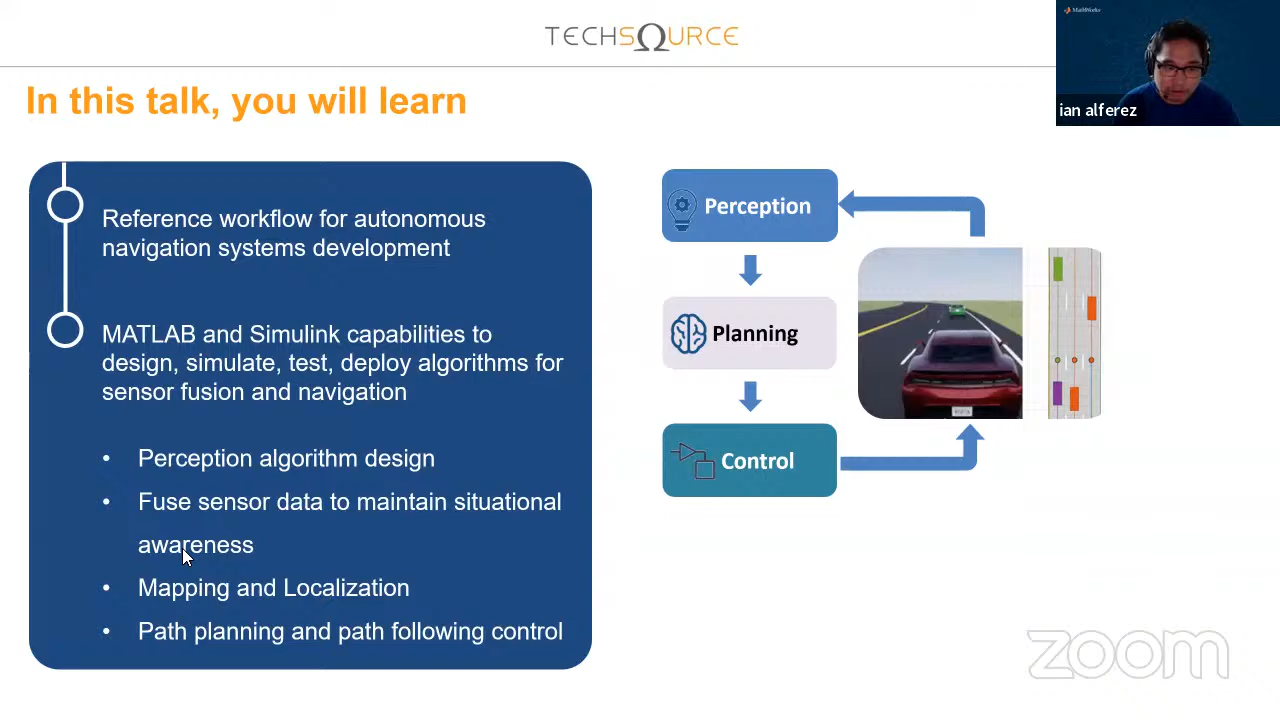 TECHSOURCE
MathWorks
ian alferez
In this talk, you will learn
Reference workflow for autonomous
navigation systems development
MATLAB and Simulink capabilities to
design, simulate, test, deploy algorithms for
sensor fusion and navigation
• Perception algorithm design
• Fuse sensor data to maintain situational
awareness
• Mapping and Localization
• Path planning and path following control
Perception
Planning
Control
zoom